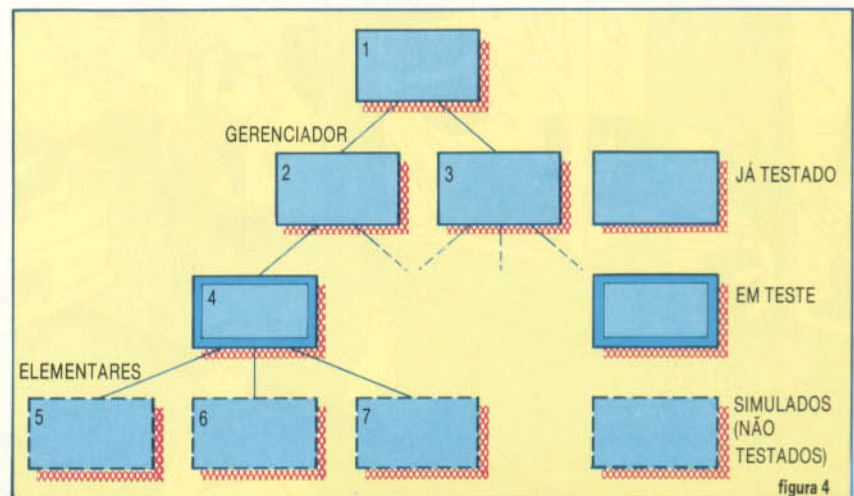 1
GERENCIADOR
2
3
JÁ TESTADO
4
EM TESTE
ELEMENTARES
5
6
7
SIMULADOS
(NÃO
TESTADOS)
figura 4